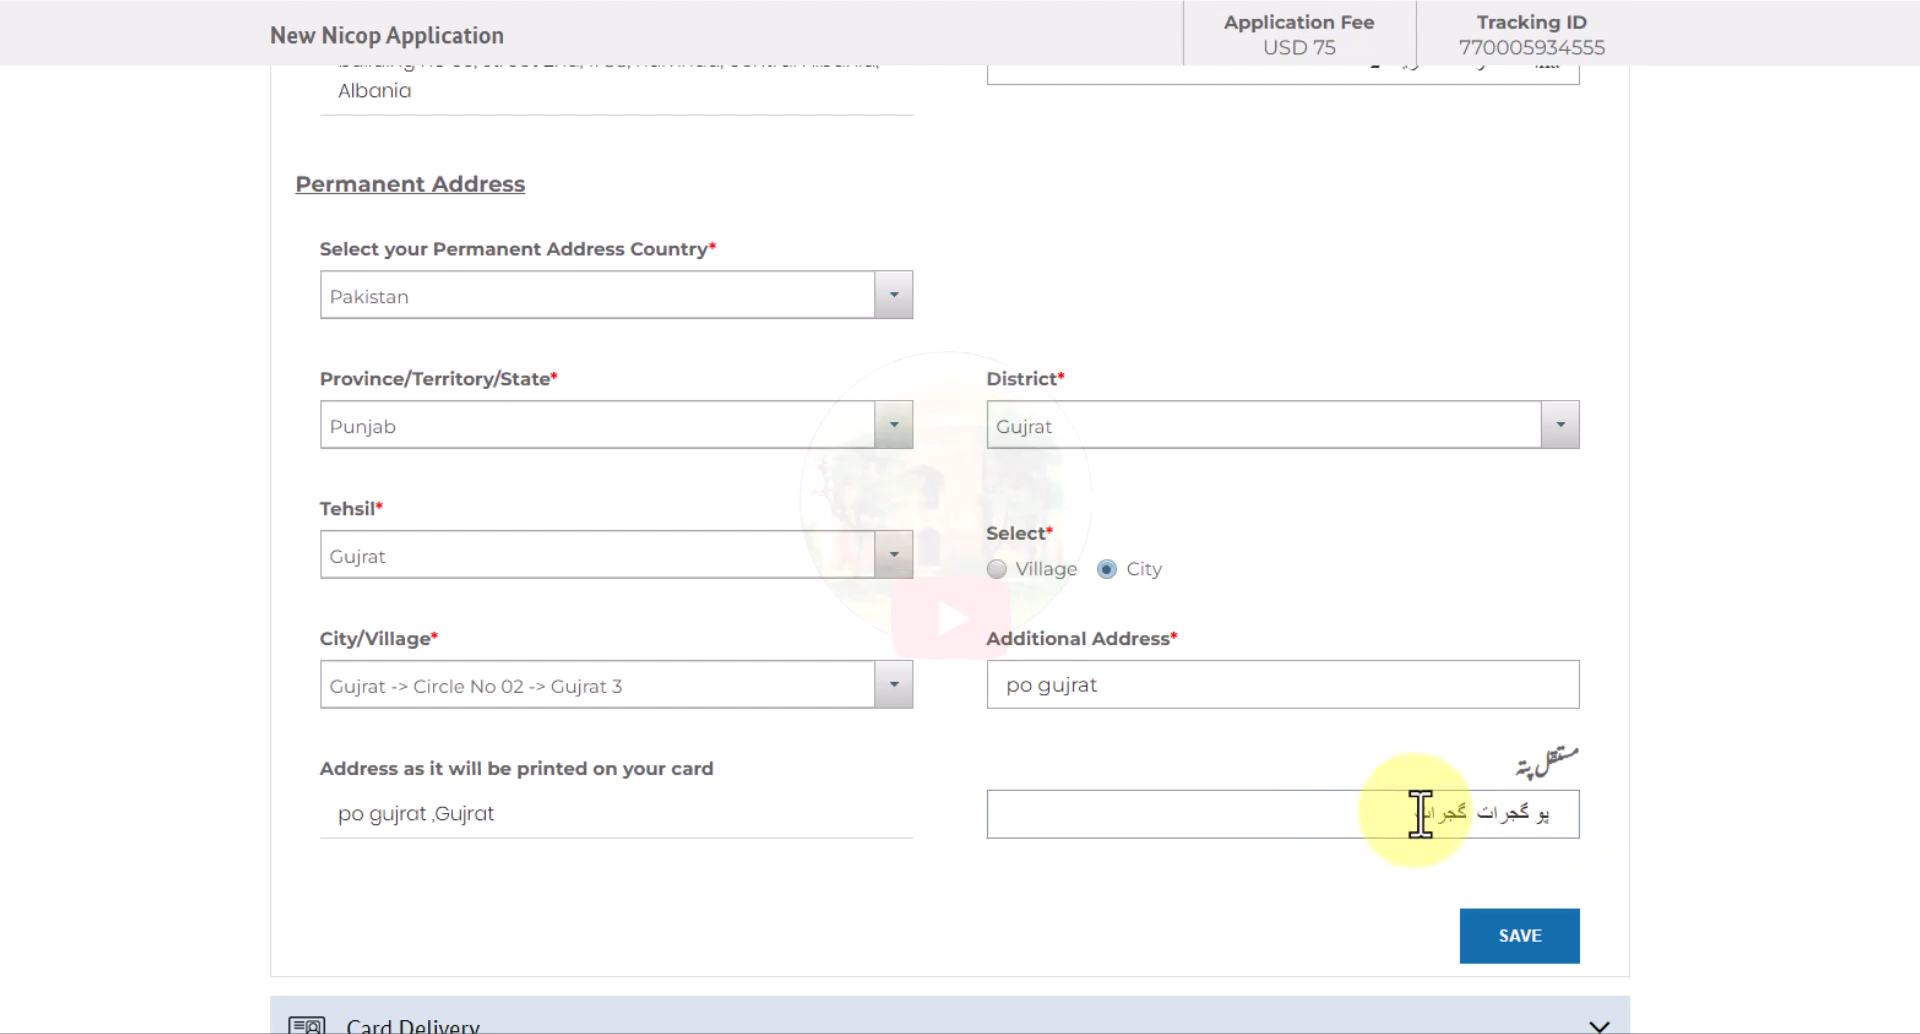 New Nicop Application
Application Fee
USD 75
Tracking ID
770005934555
Albania,
Albania
Permanent Address
Select your Permanent Address Country*
Pakistan
Province/Territory/State*
Punjab
District*
Gujrat
Tehsil*
Gujrat
Select*
Village
City
City/Village*
Gujrat -> Circle No 02 -> Gujrat 3
Additional Address*
po gujrat
Address as it will be printed on your card
po gujrat ,Gujrat
مستقل پتہ
پو گجرات گجرات
SAVE
Card Delivery